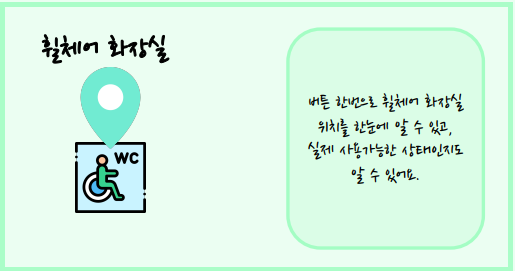 휠체어 화장실
WC
버튼 한번으로 휠체어 화장실
위치를 한눈에 알 수 있고,
실제 사용가능한 상태인지도
알 수 있어요.